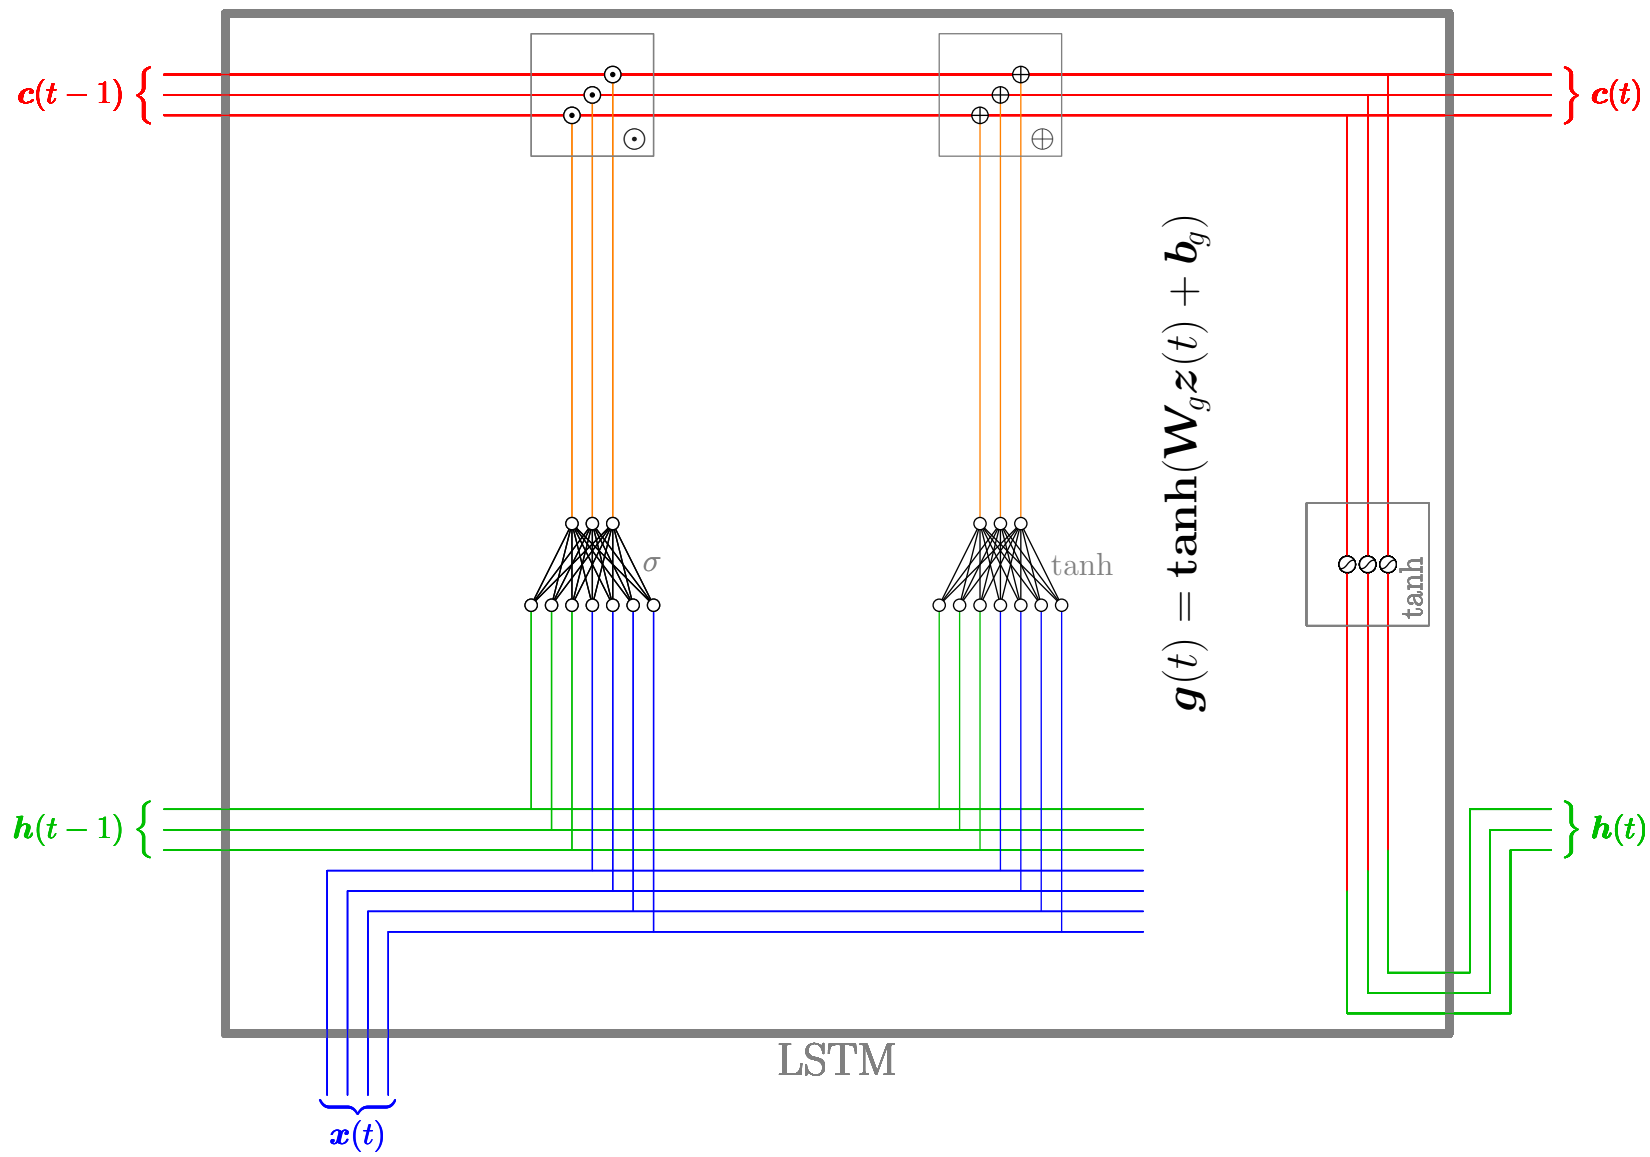 c(t − 1)
c(t)
σ
tanh
g(t) = tanh(W_g z(t) + b_g)
tanh
h(t − 1)
h(t)
LSTM
x(t)